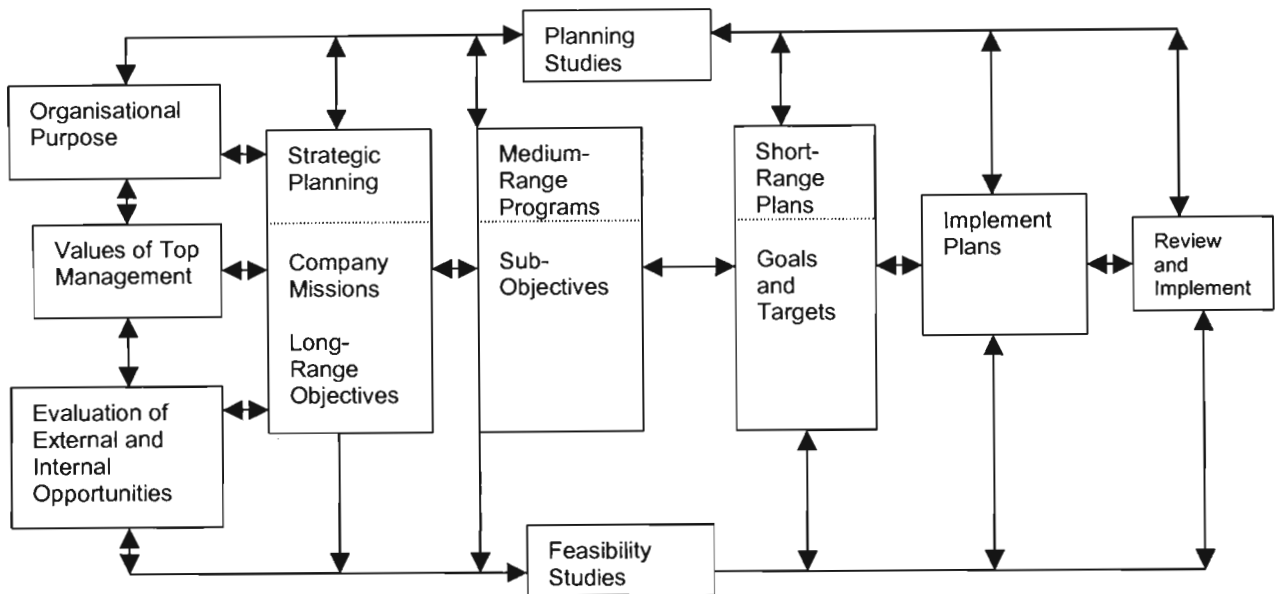 Planning
Studies
Organisational
Purpose
Values of Top
Management
Evaluation of
External and
Internal
Opportunities
Strategic
Planning
Company
Missions
Long-
Range
Objectives
Medium-
Range
Programs
Sub-
Objectives
Short-
Range
Plans
Goals
and
Targets
Implement
Plans
Review
and
Implement
Feasibility
Studies